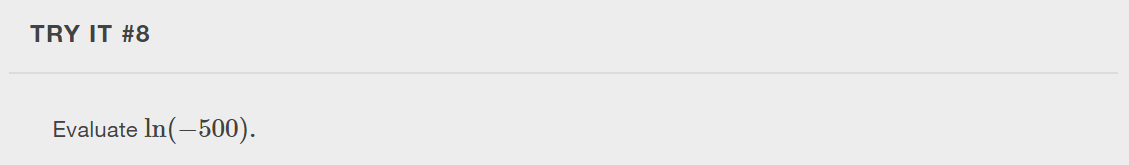 TRY IT #8
Evaluate ln(−500).